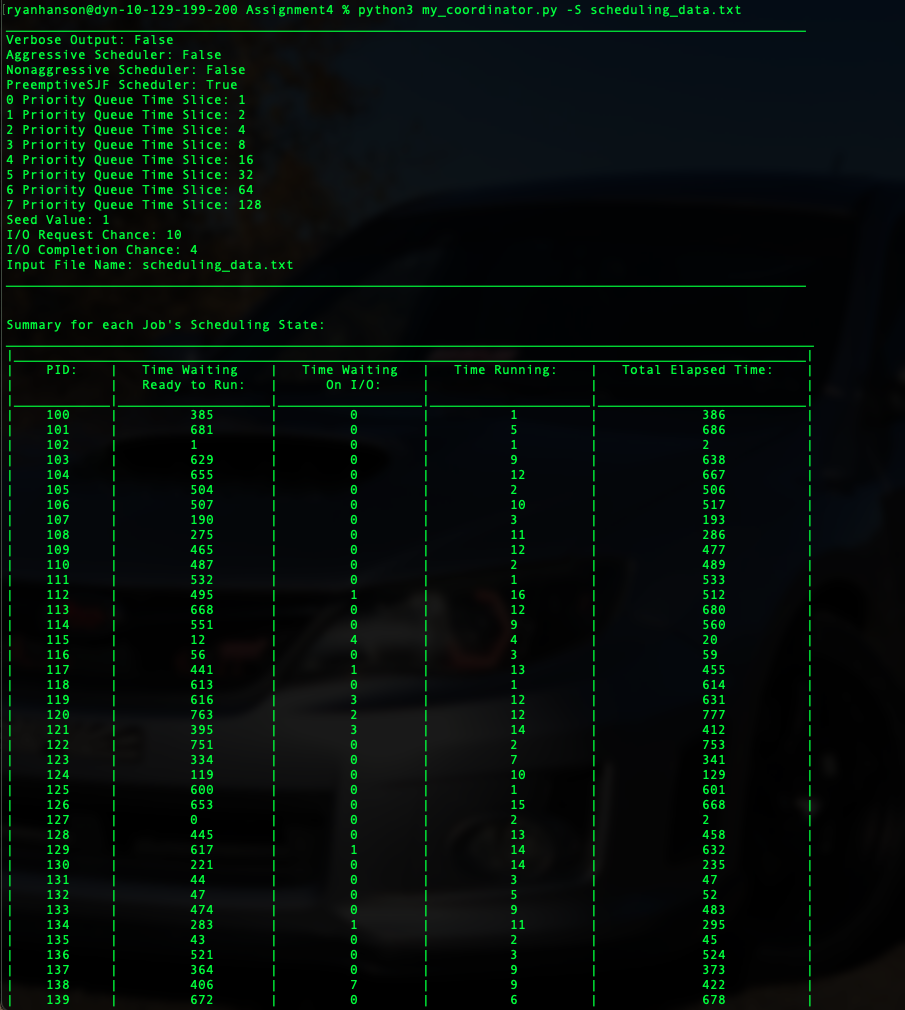 ryanhanson@dyn-10-129-199-200 Assignment4 % python3 my_coordinator.py -S scheduling_data.txt
Verbose Output: False
Aggressive Scheduler: False
Nonaggressive Scheduler: False
PreemptiveSJF Scheduler: True
0 Priority Queue Time Slice: 1
1 Priority Queue Time Slice: 2
2 Priority Queue Time Slice: 4
3 Priority Queue Time Slice: 8
4 Priority Queue Time Slice: 16
5 Priority Queue Time Slice: 32
6 Priority Queue Time Slice: 64
7 Priority Queue Time Slice: 128
Seed Value: 1
I/O Request Chance: 10
I/O Completion Chance: 4
Input File Name: scheduling_data.txt
Summary for each Job's Scheduling State:
| PID: | Time Waiting | Time Waiting | Time Running: | Total Elapsed Time: |
| | Ready to Run: | On I/O: | | |
| 100 | 385 | 0 | 1 | 386 |
| 101 | 681 | 0 | 5 | 686 |
| 102 | 1 | 0 | 1 | 2 |
| 103 | 629 | 0 | 9 | 638 |
| 104 | 655 | 0 | 12 | 667 |
| 105 | 504 | 0 | 2 | 506 |
| 106 | 507 | 0 | 10 | 517 |
| 107 | 190 | 0 | 3 | 193 |
| 108 | 275 | 0 | 11 | 286 |
| 109 | 465 | 0 | 12 | 477 |
| 110 | 487 | 0 | 2 | 489 |
| 111 | 532 | 0 | 1 | 533 |
| 112 | 495 | 1 | 16 | 512 |
| 113 | 668 | 0 | 12 | 680 |
| 114 | 551 | 0 | 9 | 560 |
| 115 | 12 | 4 | 4 | 20 |
| 116 | 56 | 0 | 3 | 59 |
| 117 | 441 | 1 | 13 | 455 |
| 118 | 613 | 0 | 1 | 614 |
| 119 | 616 | 3 | 12 | 631 |
| 120 | 763 | 2 | 12 | 777 |
| 121 | 395 | 3 | 14 | 412 |
| 122 | 751 | 0 | 2 | 753 |
| 123 | 334 | 0 | 7 | 341 |
| 124 | 119 | 0 | 10 | 129 |
| 125 | 600 | 0 | 1 | 601 |
| 126 | 653 | 0 | 15 | 668 |
| 127 | 0 | 0 | 2 | 2 |
| 128 | 445 | 0 | 13 | 458 |
| 129 | 617 | 1 | 14 | 632 |
| 130 | 221 | 0 | 14 | 235 |
| 131 | 44 | 0 | 3 | 47 |
| 132 | 47 | 0 | 5 | 52 |
| 133 | 474 | 0 | 9 | 483 |
| 134 | 283 | 1 | 11 | 295 |
| 135 | 43 | 0 | 2 | 45 |
| 136 | 521 | 0 | 3 | 524 |
| 137 | 364 | 0 | 9 | 373 |
| 138 | 406 | 7 | 9 | 422 |
| 139 | 672 | 0 | 6 | 678 |